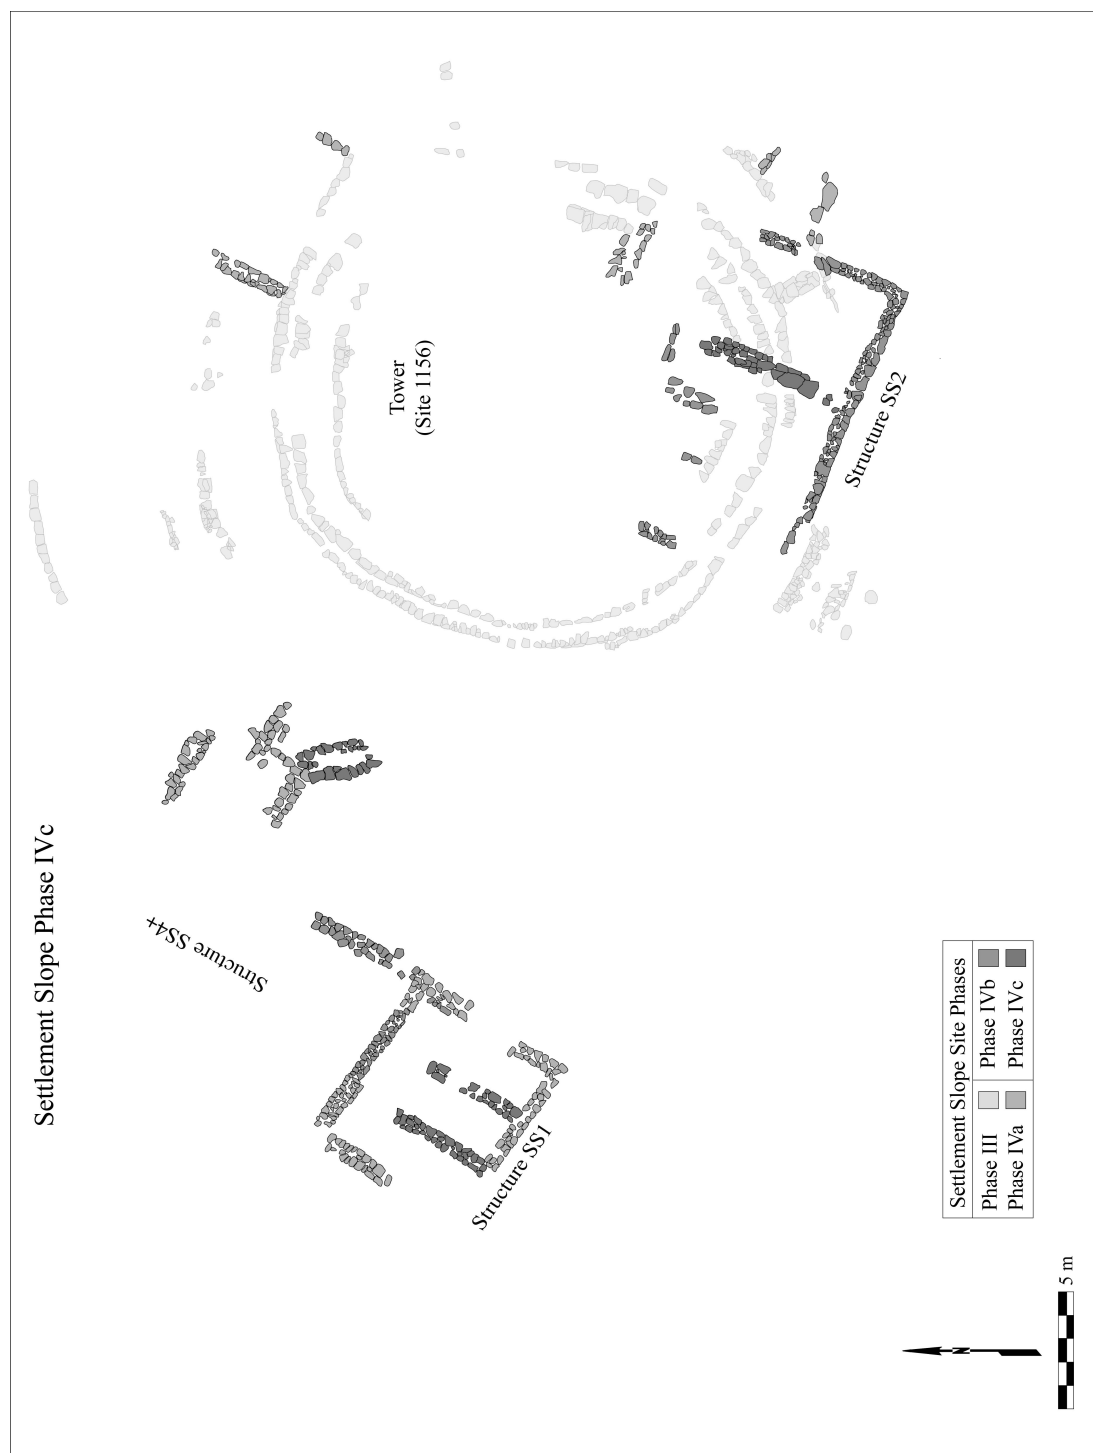 Settlement Slope Phase IVc
Tower
(Site 1156)
Structure SS2
Structure SS4+
Structure SS1
Settlement Slope Site Phases
Phase III
Phase IVb
Phase IVa
Phase IVc
N
5 m